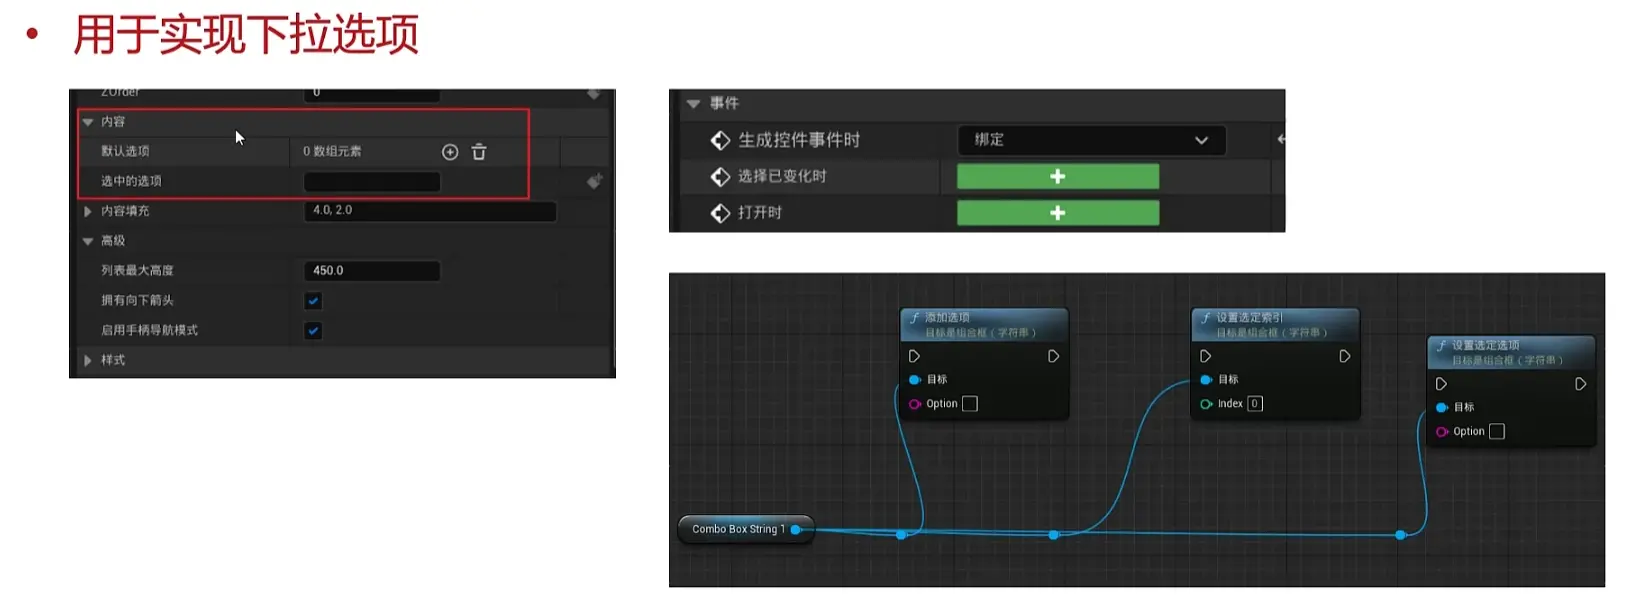 • 用于实现下拉选项
ZOrder 0
内容
默认选项 0 数组元素
选中的选项
内容填充 4.0, 2.0
高级
列表最大高度 450.0
拥有向下箭头
启用手柄导航模式
样式
事件
生成控件事件时 绑定
选择已变化时 +
打开时 +
f 添加选项
目标是组合框（字符串）
目标
Option
f 设置选定索引
目标是组合框（字符串）
目标
Index 0
f 设置选定选项
目标是组合框（字符串）
目标
Option
Combo Box String 1